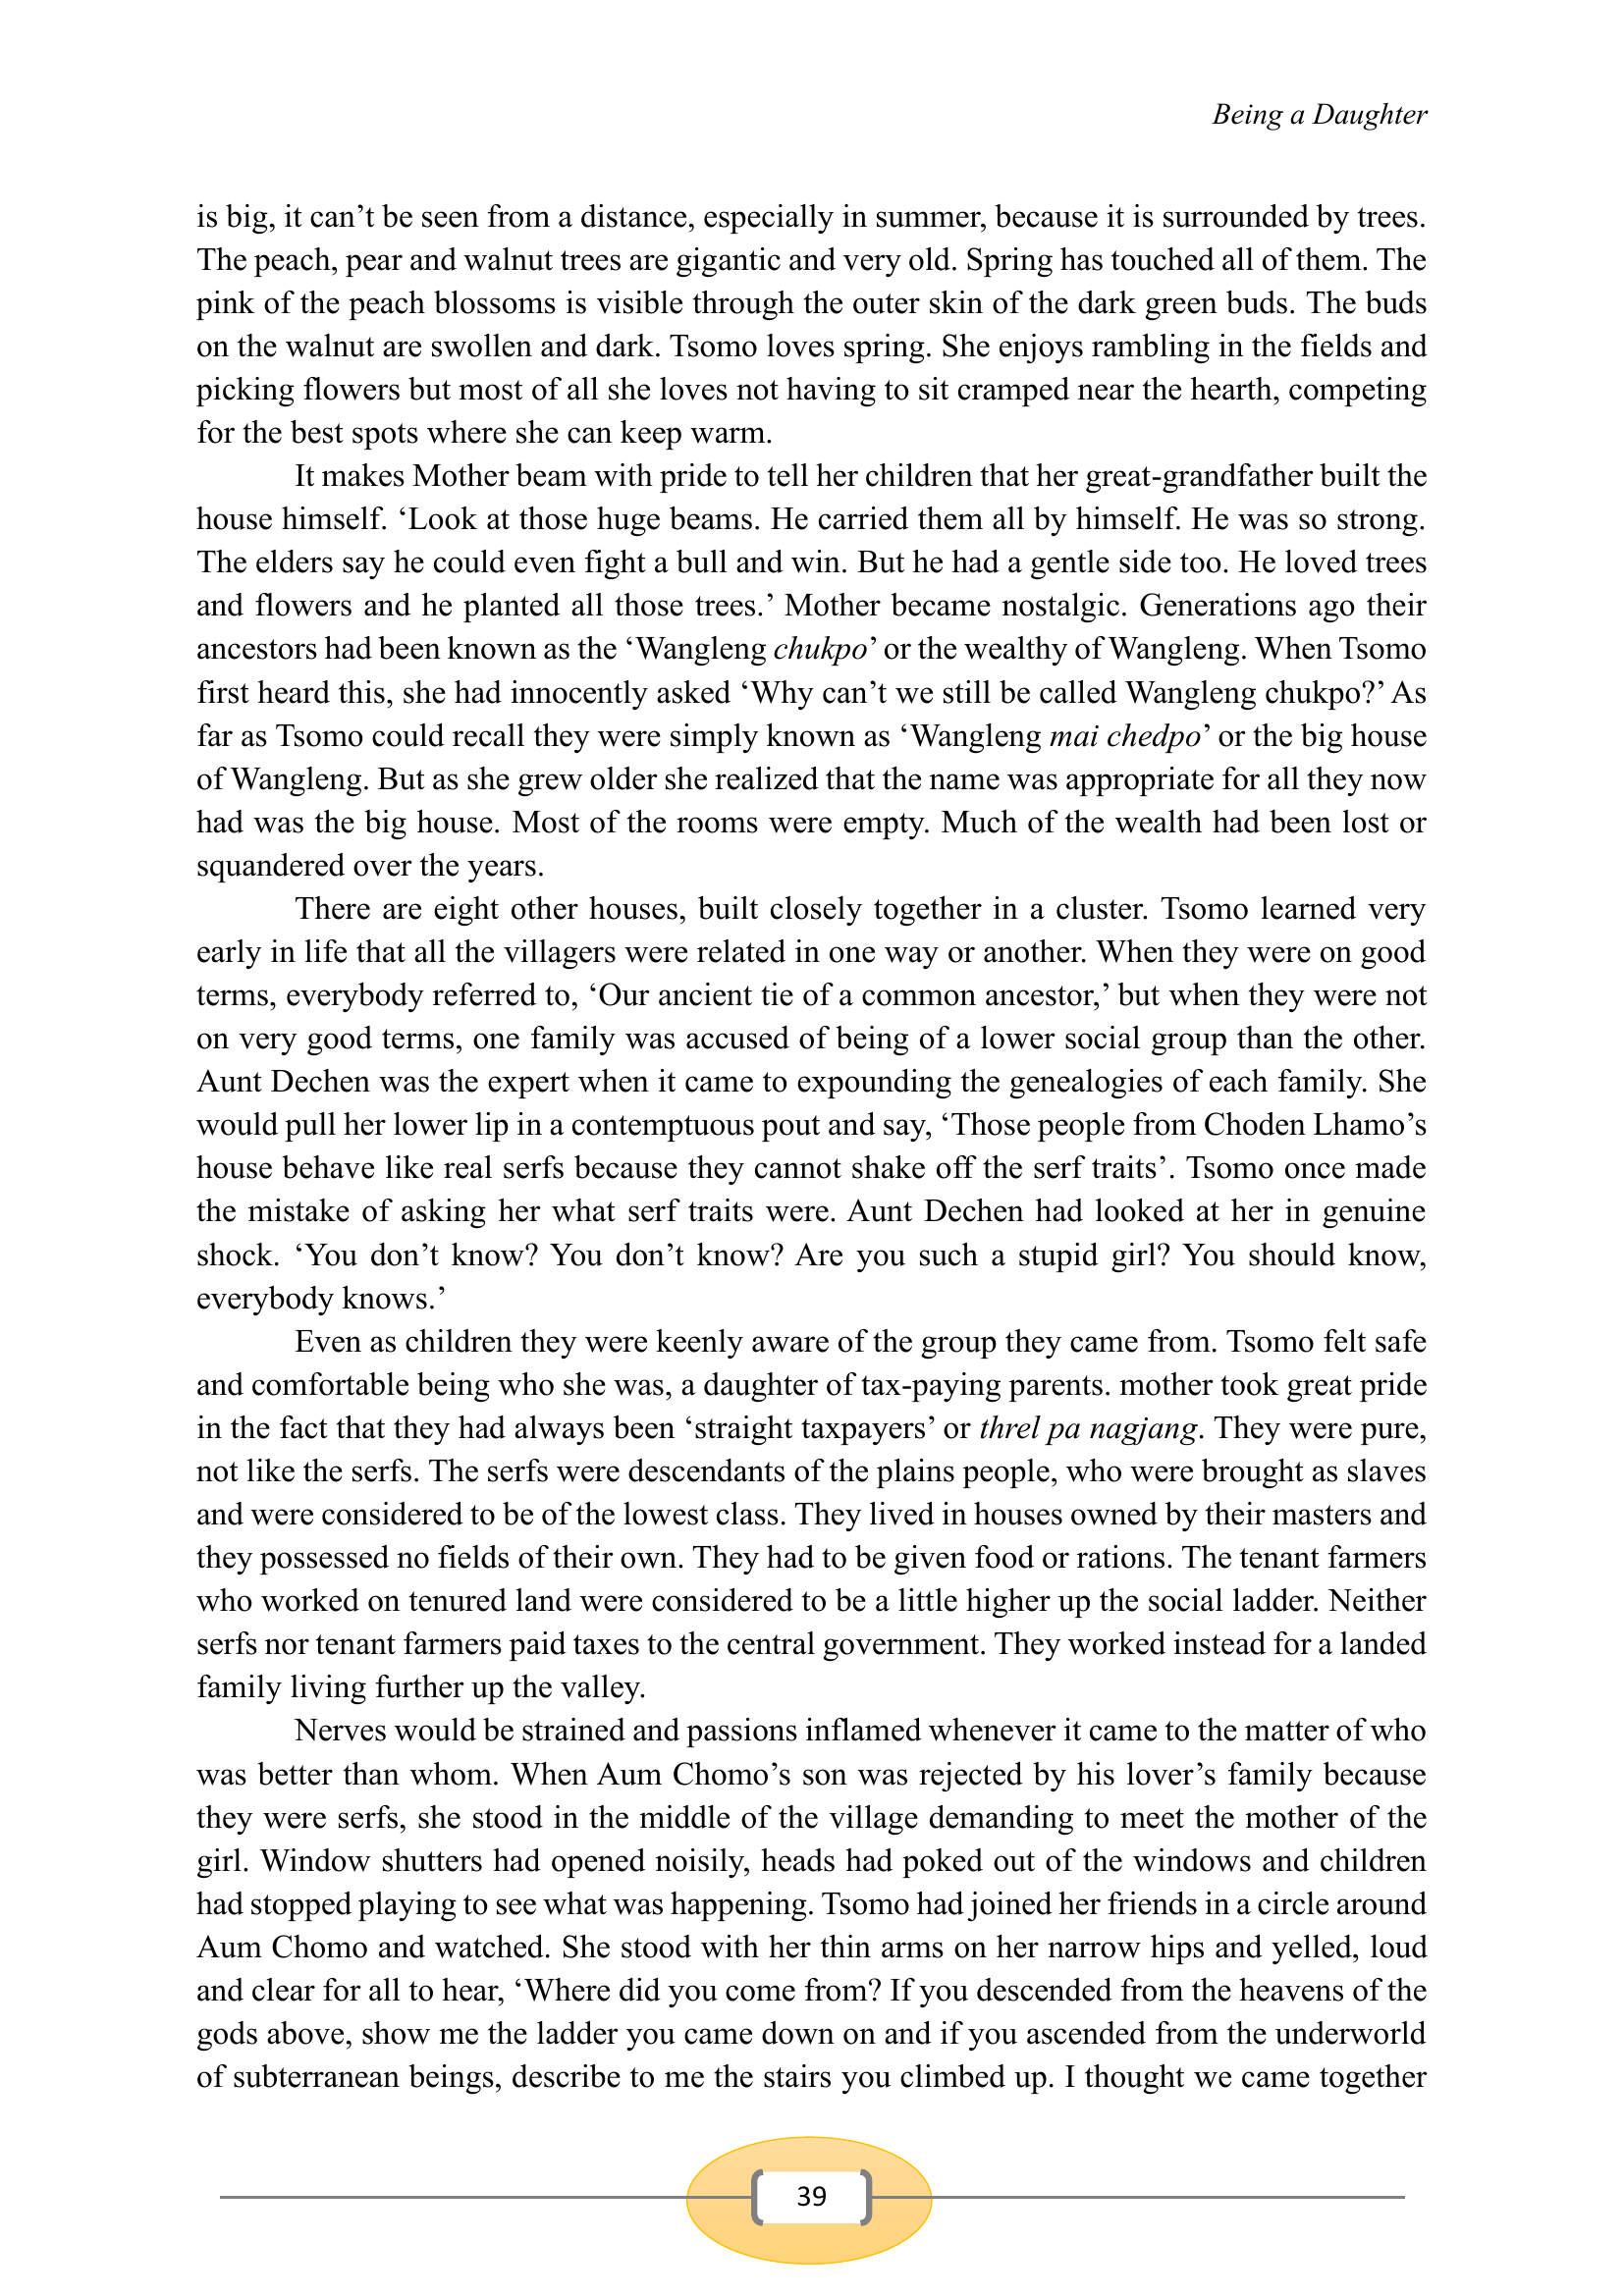 Being a Daughter
is big, it can’t be seen from a distance, especially in summer, because it is surrounded by trees.
The peach, pear and walnut trees are gigantic and very old. Spring has touched all of them. The
pink of the peach blossoms is visible through the outer skin of the dark green buds. The buds
on the walnut are swollen and dark. Tsomo loves spring. She enjoys rambling in the fields and
picking flowers but most of all she loves not having to sit cramped near the hearth, competing
for the best spots where she can keep warm.
It makes Mother beam with pride to tell her children that her great-grandfather built the
house himself. ‘Look at those huge beams. He carried them all by himself. He was so strong.
The elders say he could even fight a bull and win. But he had a gentle side too. He loved trees
and flowers and he planted all those trees.’ Mother became nostalgic. Generations ago their
ancestors had been known as the ‘Wangleng chukpo’ or the wealthy of Wangleng. When Tsomo
first heard this, she had innocently asked ‘Why can’t we still be called Wangleng chukpo?’ As
far as Tsomo could recall they were simply known as ‘Wangleng mai chedpo’ or the big house
of Wangleng. But as she grew older she realized that the name was appropriate for all they now
had was the big house. Most of the rooms were empty. Much of the wealth had been lost or
squandered over the years.
There are eight other houses, built closely together in a cluster. Tsomo learned very
early in life that all the villagers were related in one way or another. When they were on good
terms, everybody referred to, ‘Our ancient tie of a common ancestor,’ but when they were not
on very good terms, one family was accused of being of a lower social group than the other.
Aunt Dechen was the expert when it came to expounding the genealogies of each family. She
would pull her lower lip in a contemptuous pout and say, ‘Those people from Choden Lhamo’s
house behave like real serfs because they cannot shake off the serf traits’. Tsomo once made
the mistake of asking her what serf traits were. Aunt Dechen had looked at her in genuine
shock. ‘You don’t know? You don’t know? Are you such a stupid girl? You should know,
everybody knows.’
Even as children they were keenly aware of the group they came from. Tsomo felt safe
and comfortable being who she was, a daughter of tax-paying parents. mother took great pride
in the fact that they had always been ‘straight taxpayers’ or threl pa nagjang. They were pure,
not like the serfs. The serfs were descendants of the plains people, who were brought as slaves
and were considered to be of the lowest class. They lived in houses owned by their masters and
they possessed no fields of their own. They had to be given food or rations. The tenant farmers
who worked on tenured land were considered to be a little higher up the social ladder. Neither
serfs nor tenant farmers paid taxes to the central government. They worked instead for a landed
family living further up the valley.
Nerves would be strained and passions inflamed whenever it came to the matter of who
was better than whom. When Aum Chomo’s son was rejected by his lover’s family because
they were serfs, she stood in the middle of the village demanding to meet the mother of the
girl. Window shutters had opened noisily, heads had poked out of the windows and children
had stopped playing to see what was happening. Tsomo had joined her friends in a circle around
Aum Chomo and watched. She stood with her thin arms on her narrow hips and yelled, loud
and clear for all to hear, ‘Where did you come from? If you descended from the heavens of the
gods above, show me the ladder you came down on and if you ascended from the underworld
of subterranean beings, describe to me the stairs you climbed up. I thought we came together
39